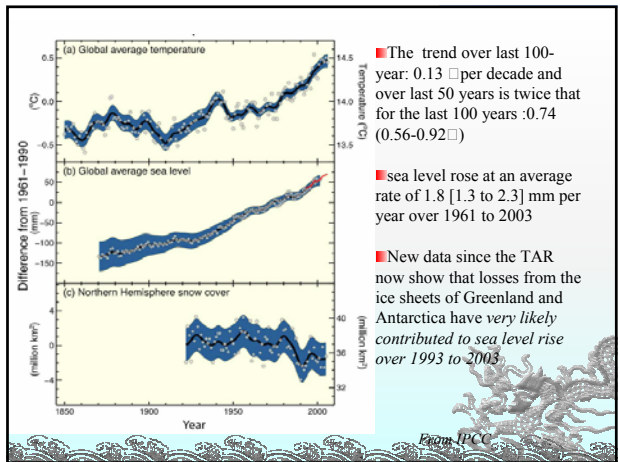 (a) Global average temperature
0.5
0.0
−0.5
(°C)
14.5
14.0
13.5
Temperature (°C)
(b) Global average sea level
50
0
−50
−100
−150
(mm)
Difference from 1961–1990
(c) Northern Hemisphere snow cover
4
0
−4
(million km²)
40
36
32
(million km²)
1850
1900
1950
2000
Year
The trend over last 100-
year: 0.13 □per decade and
over last 50 years is twice that
for the last 100 years :0.74
(0.56-0.92□)
sea level rose at an average
rate of 1.8 [1.3 to 2.3] mm per
year over 1961 to 2003
New data since the TAR
now show that losses from the
ice sheets of Greenland and
Antarctica have very likely
contributed to sea level rise
over 1993 to 2003
From IPCC